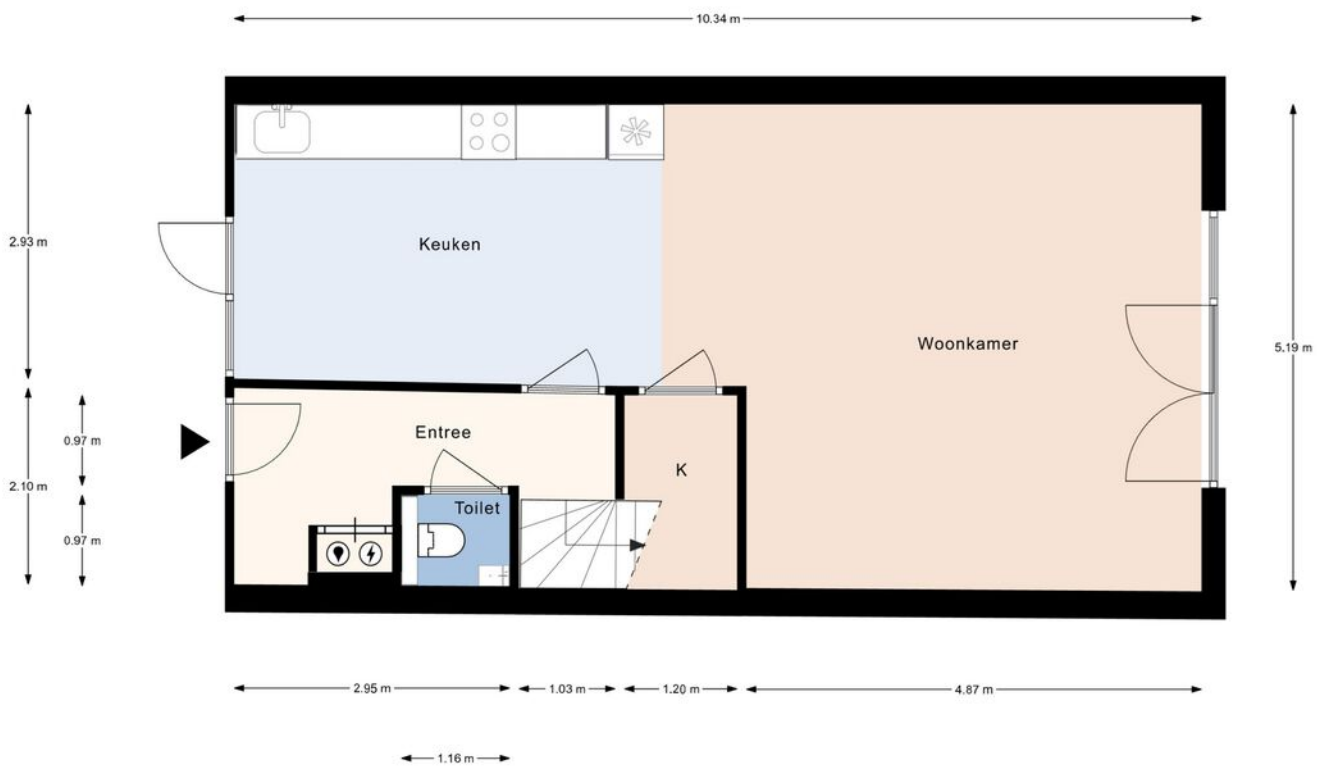 10.34 m
2.93 m
Keuken
Woonkamer
5.19 m
Entree
0.97 m
K
2.10 m
Toilet
0.97 m
2.95 m
1.03 m
1.20 m
4.87 m
1.16 m